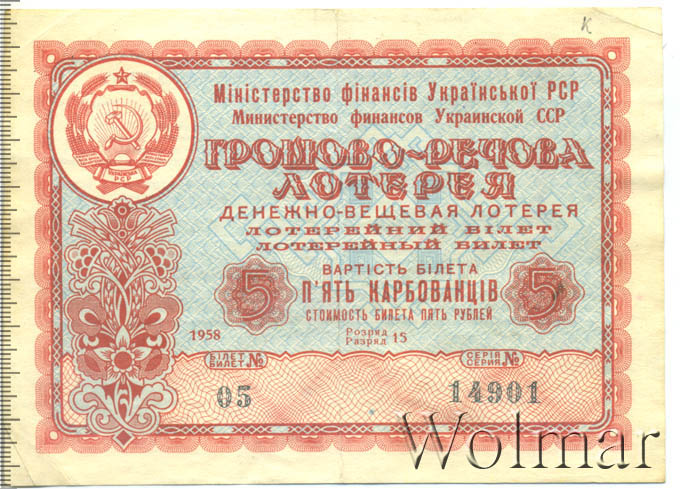 К
Міністерство фінансів Української РСР
Министерство финансов Украинской ССР
ГРОШОВО-РЕЧОВА
ЛОТЕРЕЯ
ДЕНЕЖНО-ВЕЩЕВАЯ ЛОТЕРЕЯ
ЛОТЕРЕЙНИЙ БІЛЕТ
ЛОТЕРЕЙНЫЙ БИЛЕТ
ВАРТІСТЬ БІЛЕТА
5 П'ЯТЬ КАРБОВАНЦІВ 5
СТОИМОСТЬ БИЛЕТА ПЯТЬ РУБЛЕЙ
УКРАЇНСЬКА
РСР
1958
Розряд
Разряд 15
БІЛЕТ
БИЛЕТ №
СЕРІЯ
СЕРИЯ №
05
14901
Wolmar